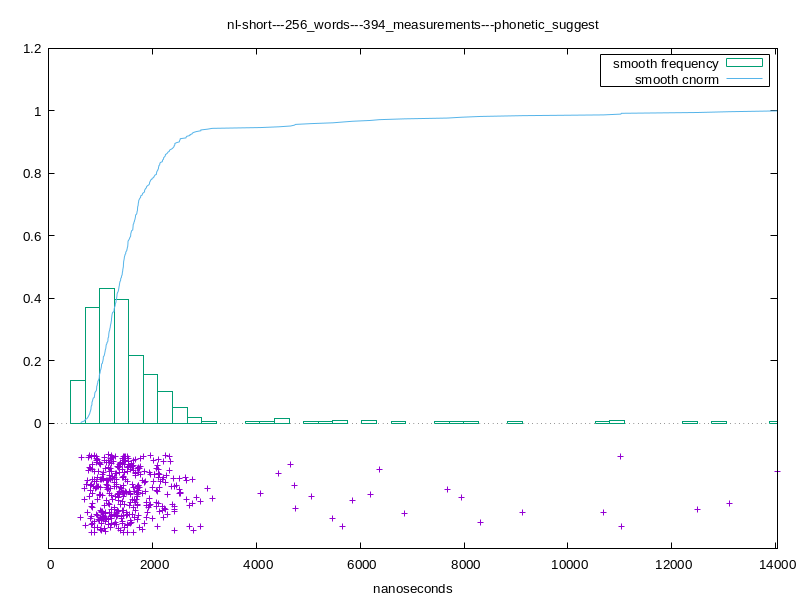 nl-short---256_words---394_measurements---phonetic_suggest
1.2
smooth frequency
smooth cnorm
1
0.8
0.6
0.4
0.2
0
0 2000 4000 6000 8000 10000 12000 14000
nanoseconds